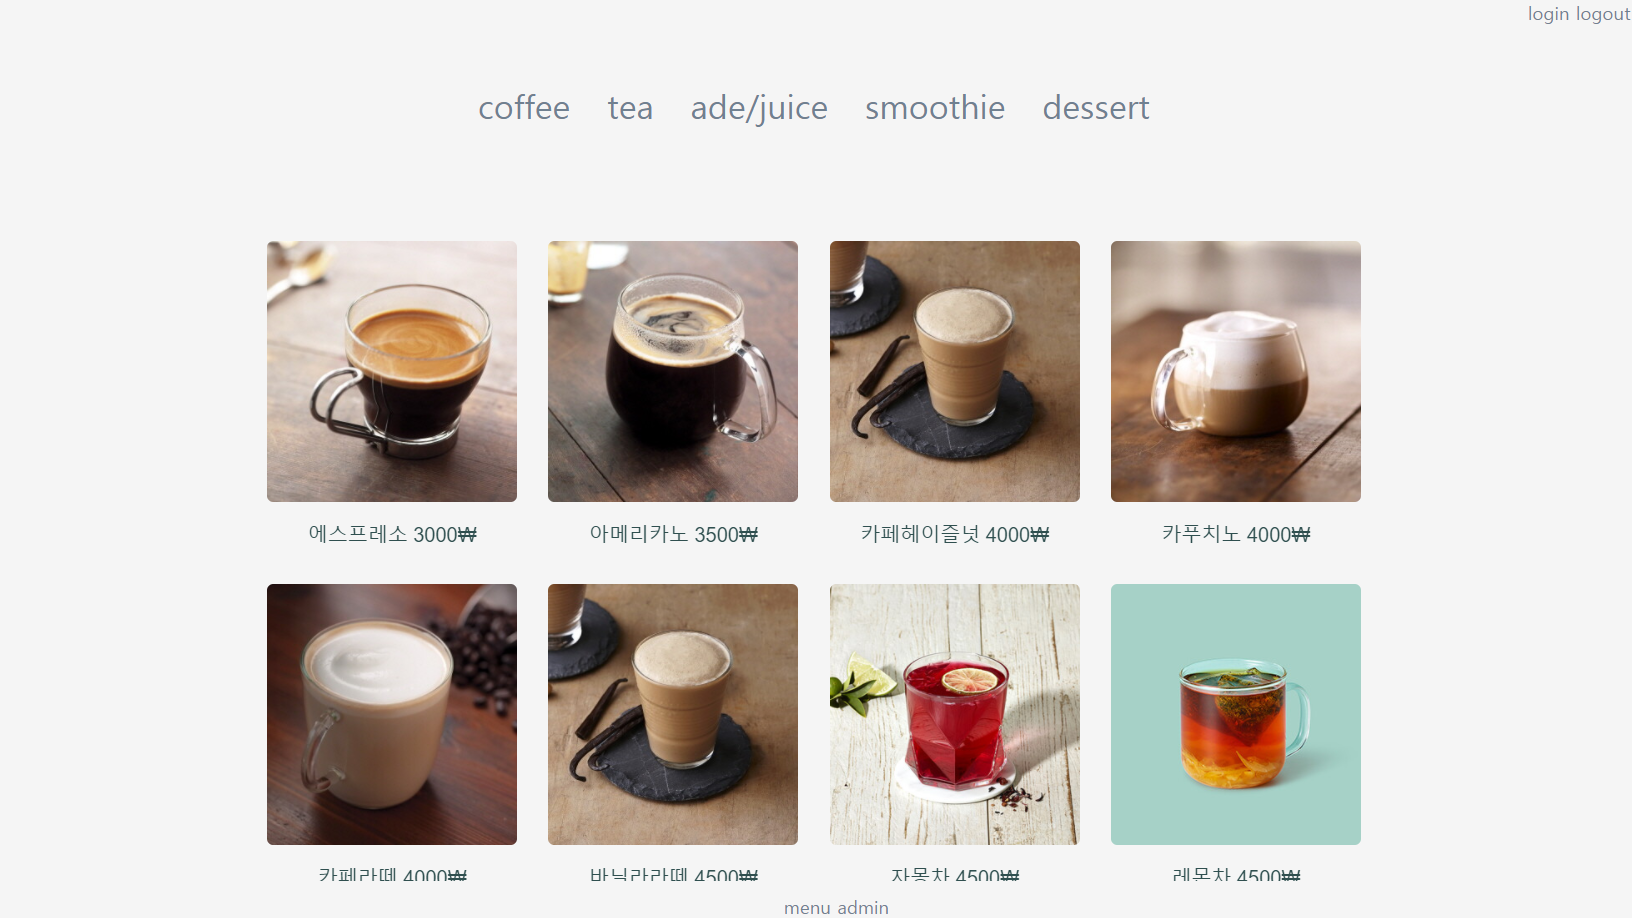 login logout
coffee tea ade/juice smoothie dessert
에스프레소 3000₩
아메리카노 3500₩
카페헤이즐넛 4000₩
카푸치노 4000₩
카페라떼 4000₩
바닐라라떼 4500₩
자몽차 4500₩
레몬차 4500₩
menu admin